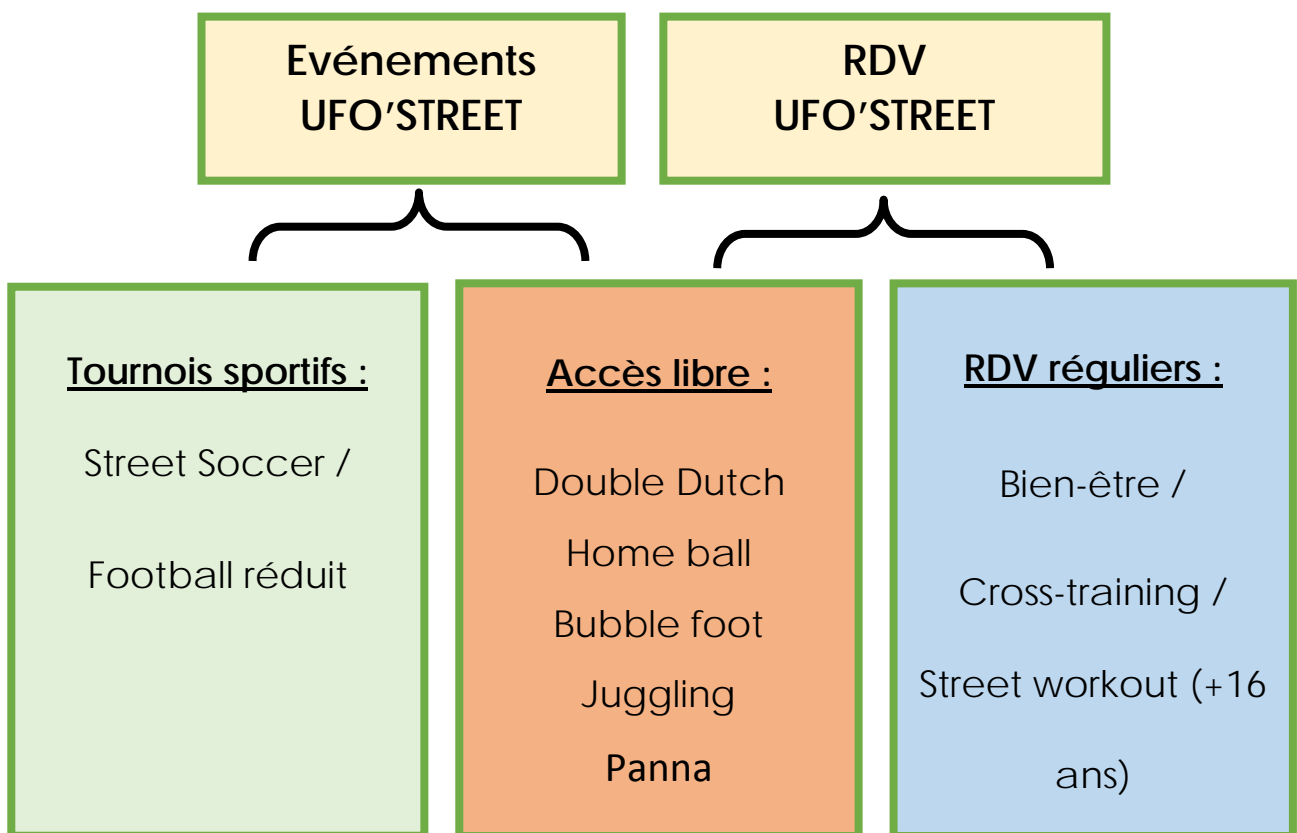 Evénements
UFO'STREET
RDV
UFO'STREET
Tournois sportifs :
Street Soccer /
Football réduit
Accès libre :
Double Dutch
Home ball
Bubble foot
Juggling
Panna
RDV réguliers :
Bien-être /
Cross-training /
Street workout (+16
ans)